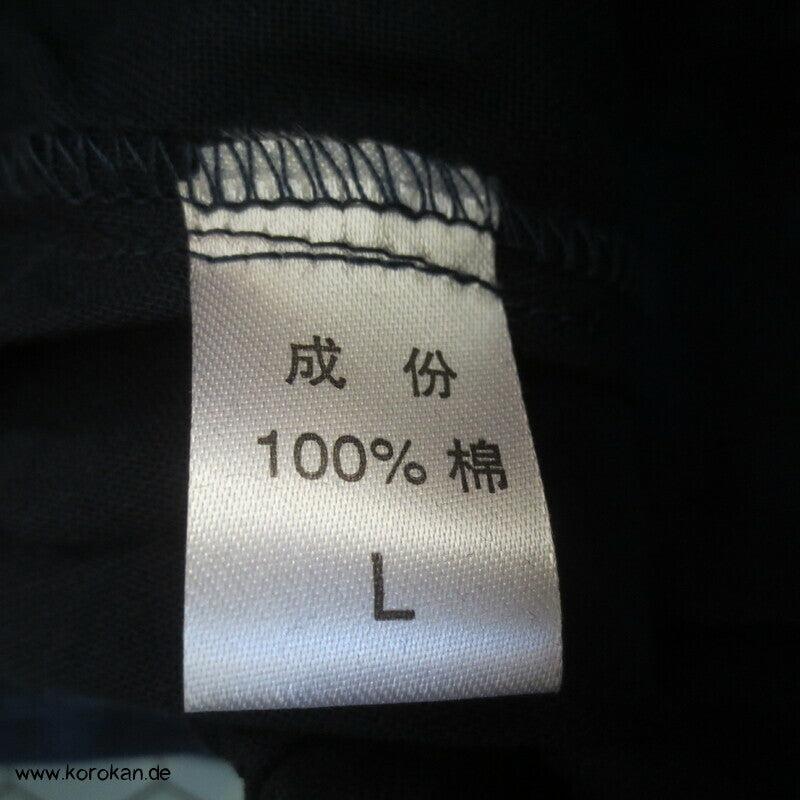 成 份
100% 棉
L
www.korokan.de